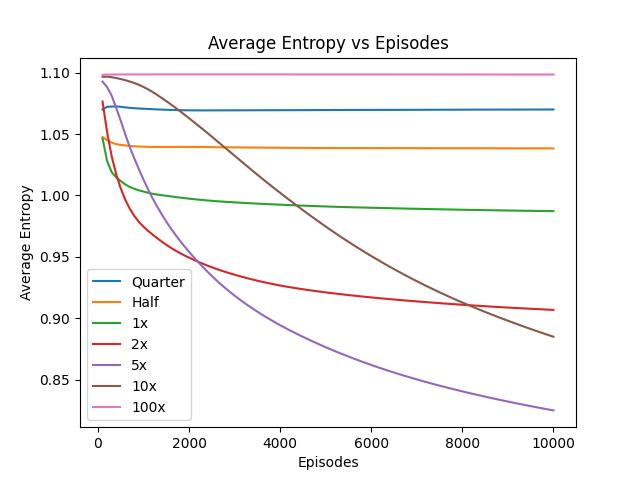 Average Entropy vs Episodes
Average Entropy
1.10
1.05
1.00
0.95
0.90
0.85
Quarter
Half
1x
2x
5x
10x
100x
0 2000 4000 6000 8000 10000
Episodes